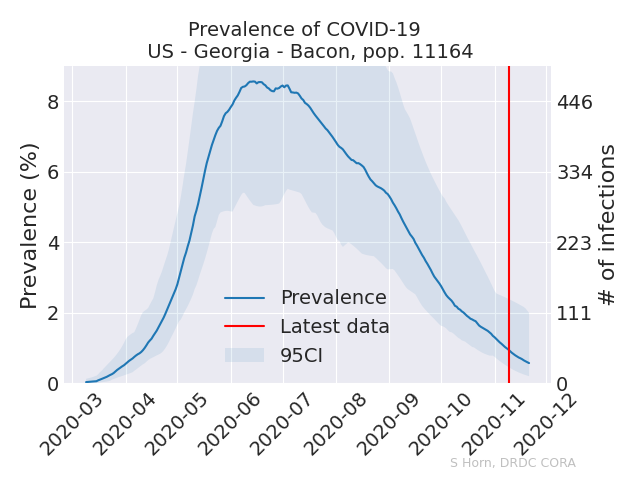 Prevalence of COVID-19
US - Georgia - Bacon, pop. 11164
Prevalence (%)
8
6
4
2
0
446
334
223
111
0
# of infections
Prevalence
Latest data
95CI
2020-03
2020-04
2020-05
2020-06
2020-07
2020-08
2020-09
2020-10
2020-11
2020-12
S Horn, DRDC CORA